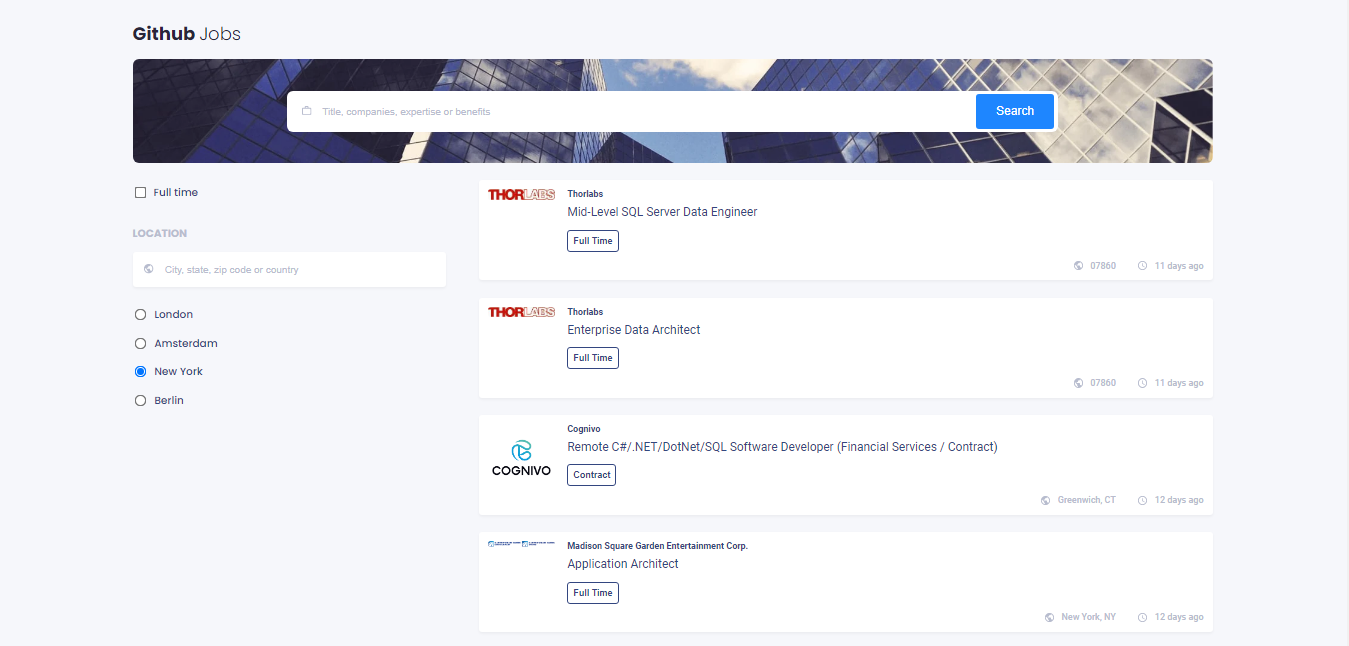 Github Jobs
Title, companies, expertise or benefits
Search
Full time
LOCATION
City, state, zip code or country
London
Amsterdam
New York
Berlin
THORLABS
Thorlabs
Mid-Level SQL Server Data Engineer
Full Time
07860
11 days ago
THORLABS
Thorlabs
Enterprise Data Architect
Full Time
07860
11 days ago
COGNIVO
Cognivo
Remote C#/.NET/DotNet/SQL Software Developer (Financial Services / Contract)
Contract
Greenwich, CT
12 days ago
Madison Square Garden Entertainment Corp.
Application Architect
Full Time
New York, NY
12 days ago